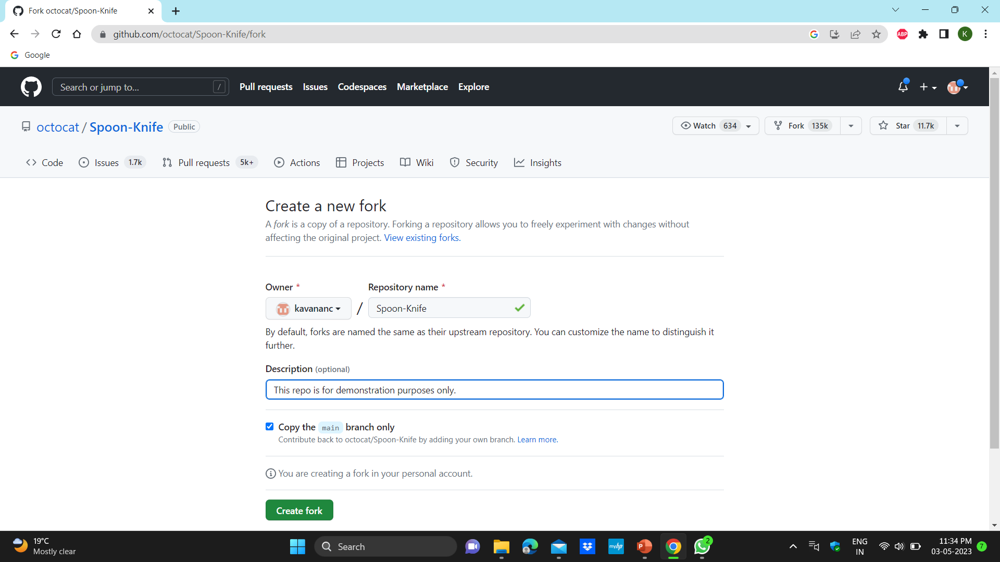 Fork octocat/Spoon-Knife
github.com/octocat/Spoon-Knife/fork
ABP
K
Google
Search or jump to... /
Pull requests Issues Codespaces Marketplace Explore
octocat / Spoon-Knife Public
Watch 634 Fork 135k Star 11.7k
Code Issues 1.7k Pull requests 5k+ Actions Projects Wiki Security Insights
Create a new fork
A fork is a copy of a repository. Forking a repository allows you to freely experiment with changes without
affecting the original project. View existing forks.
Owner * Repository name *
kavananc / Spoon-Knife
By default, forks are named the same as their upstream repository. You can customize the name to distinguish it
further.
Description (optional)
This repo is for demonstration purposes only.
Copy the main branch only
Contribute back to octocat/Spoon-Knife by adding your own branch. Learn more.
You are creating a fork in your personal account.
Create fork
19°C
Mostly clear
Search
myhp
P
2
ENG
IN
11:34 PM
03-05-2023
7